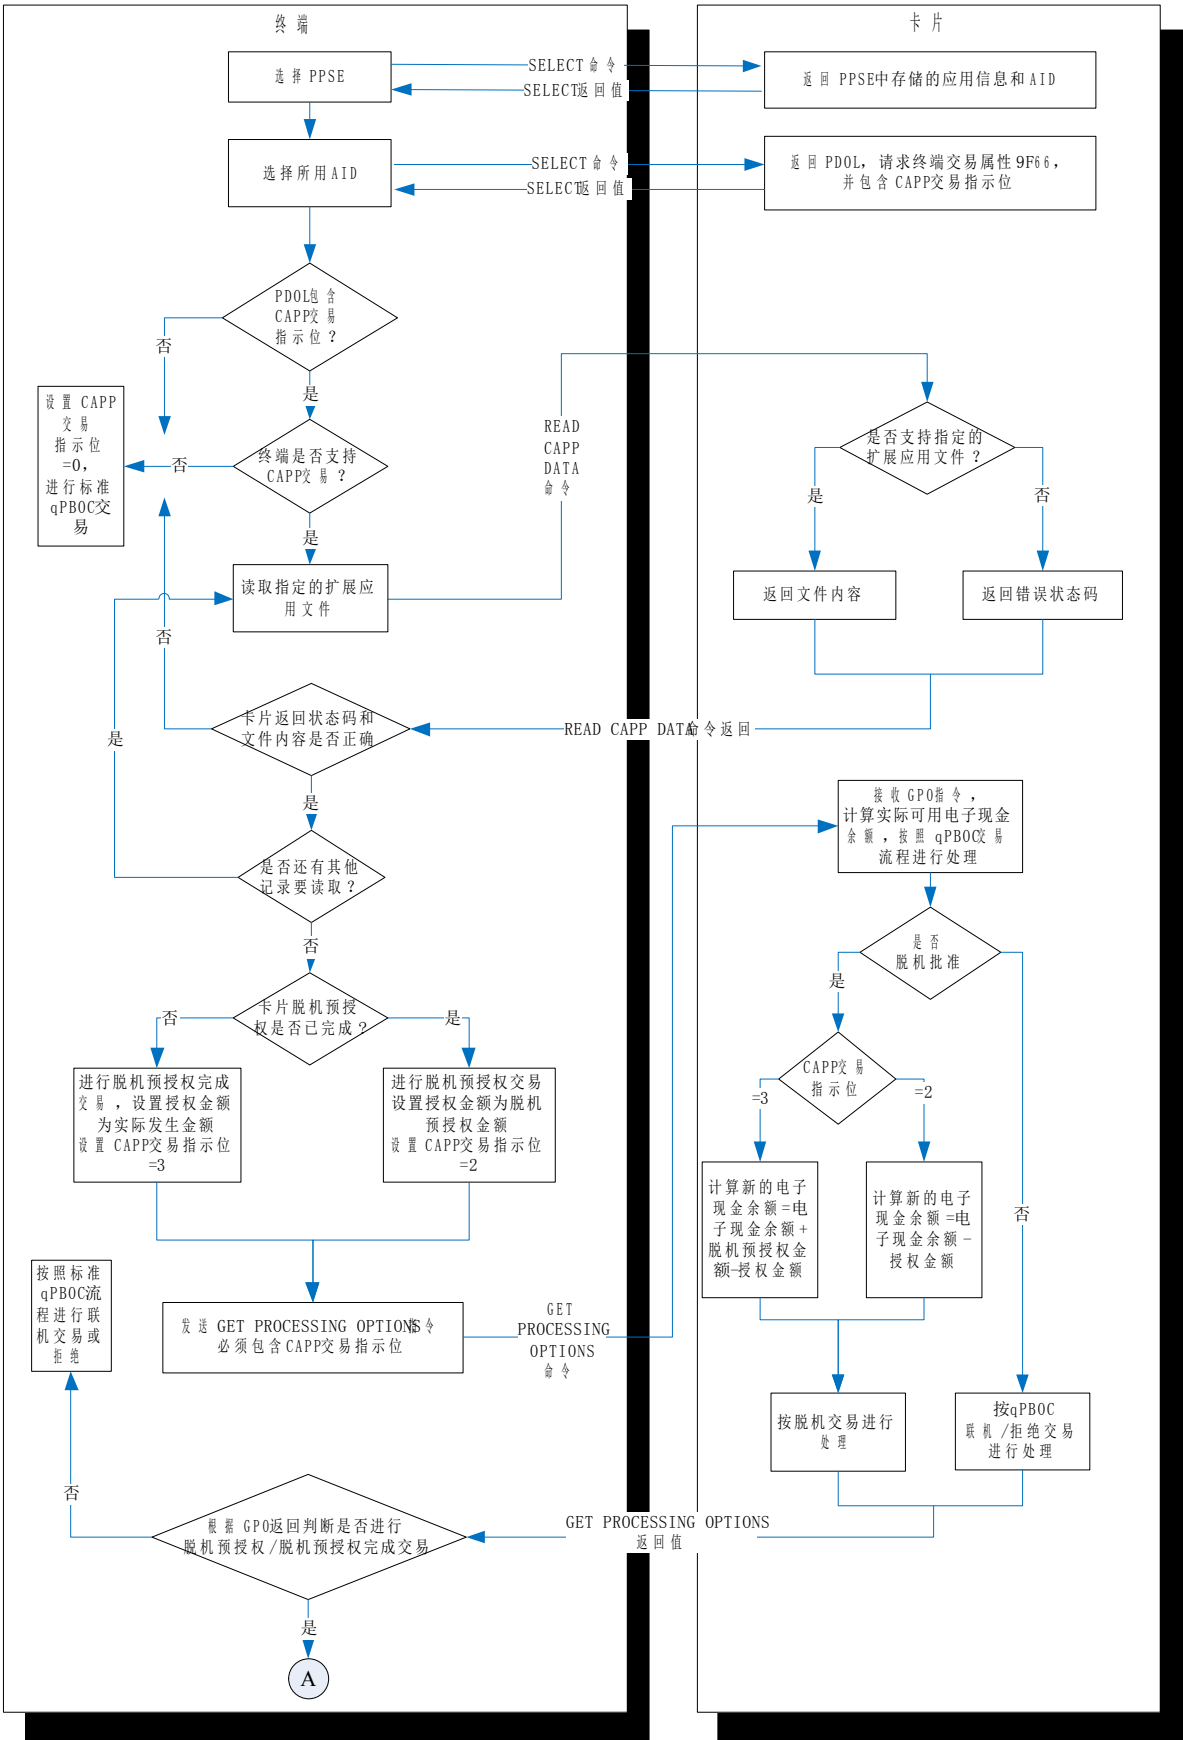 终 端
卡 片
选 择 PPSE
SELECT 命 令
SELECT返 回 值
返 回 PPSE中存储的应用信息和 AID
选择所用AID
SELECT 命 令
SELECT返 回 值
返 回 PDOL，请求终端交易属性 9F66，
并包含 CAPP交易指示位
PDOL包 含
CAPP交 易
指 示 位 ？
否
是
设 置 CAPP
交 易
指 示 位
=0，
进行标准
qPBOC交
易
否
终端是否支持
CAPP交 易 ？
是
READ
CAPP
DATA
命 令
是否支持指定的
扩展应用文件？
是
否
读取指定的扩展应
用 文 件
返回文件内容
返回错误状态码
否
卡片返回状态码和
文件内容是否正确
READ CAPP DATA命 令 返 回
是
是
是否还有其他
记录要读取？
否
接 收 GPO指 令 ，
计算实际可用电子现金
余 额 ，按 照 qPBOC交 易
流程进行处理
是 否
脱机批准
是
卡片脱机预授
权是否已完成？
否
是
进行脱机预授权完成
交 易 ，设置授权金额
为实际发生金额
设 置 CAPP交易指示位
=3
进行脱机预授权交易
设置授权金额为脱机
预授权金额
设 置 CAPP交易指示位
=2
CAPP交 易
指 示 位
=3
=2
计算新的电子
现金余额=电
子现金余额+
脱机预授权金
额-授权金额
计算新的电子
现金余额=电
子现金余额-
授权金额
否
按照标准
qPBOC流
程进行联
机交易或
拒 绝
发 送 GET PROCESSING OPTIONS指 令
必须包含CAPP交易指示位
GET
PROCESSING
OPTIONS
命 令
按脱机交易进行
处 理
按qPBOC
联 机 /拒绝交易
进行处理
否
根 据 GPO返回判断是否进行
脱机预授权/脱机预授权完成交易
GET PROCESSING OPTIONS
返 回 值
是
A